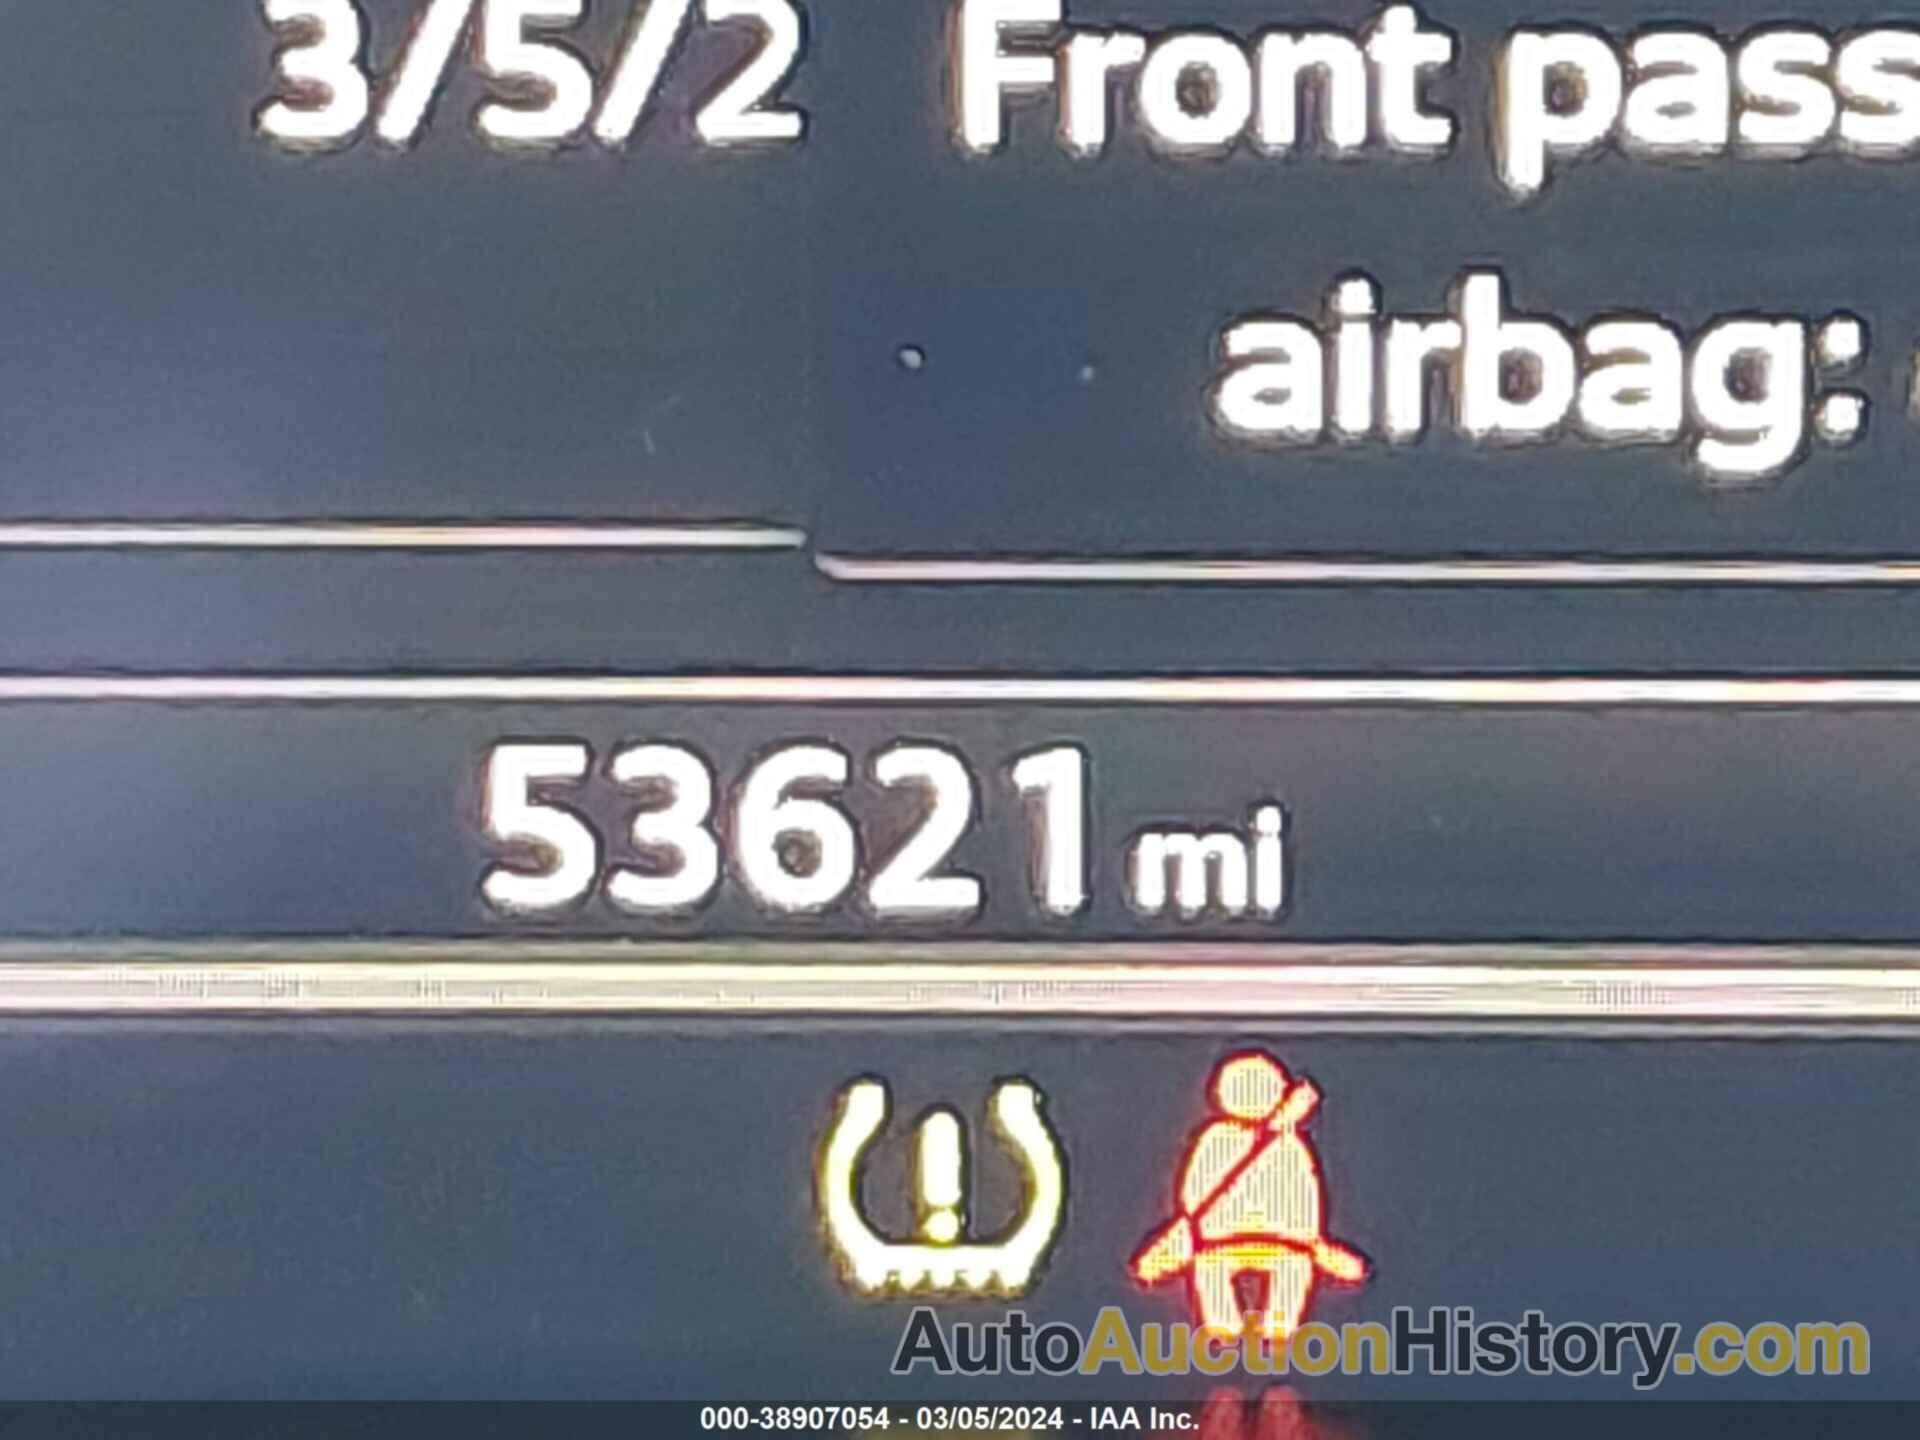 3/5/2 Front pass
airbag:
53621 mi
AutoAuctionHistory.com
000-38907054 - 03/05/2024 - IAA Inc.